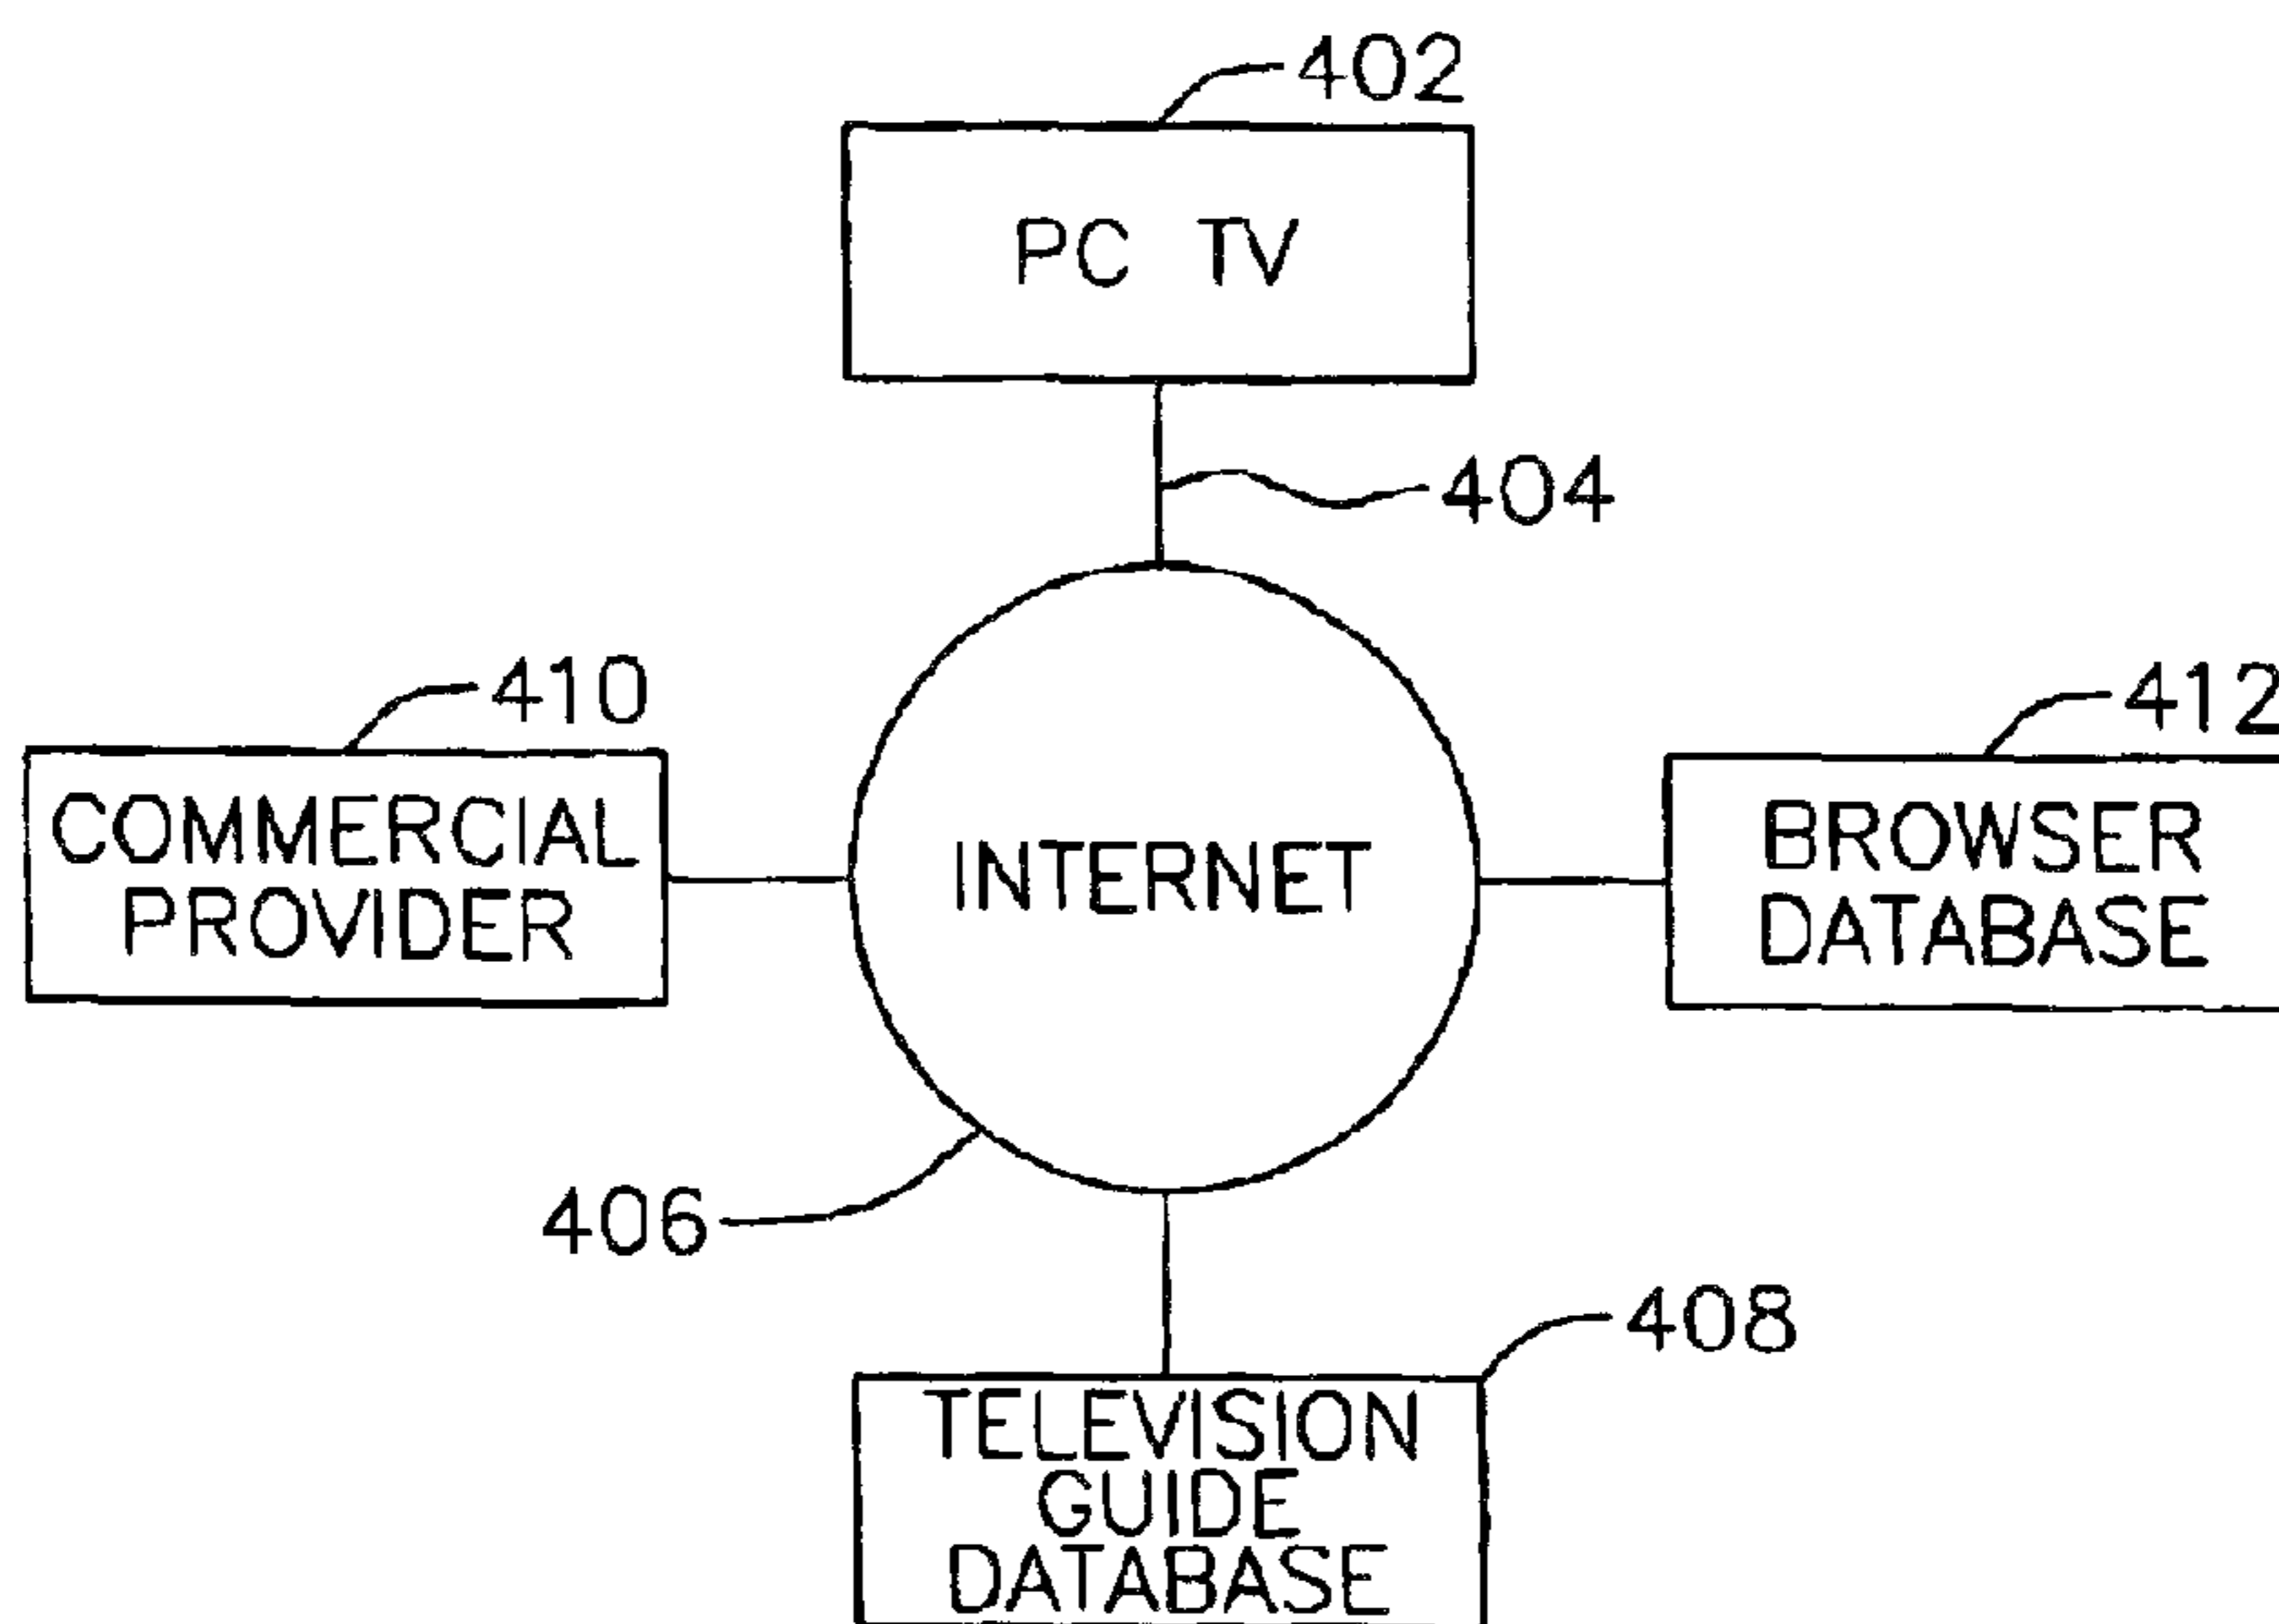 402
PC TV
404
410
412
COMMERCIAL
PROVIDER
INTERNET
BROWSER
DATABASE
406
408
TELEVISION
GUIDE
DATABASE